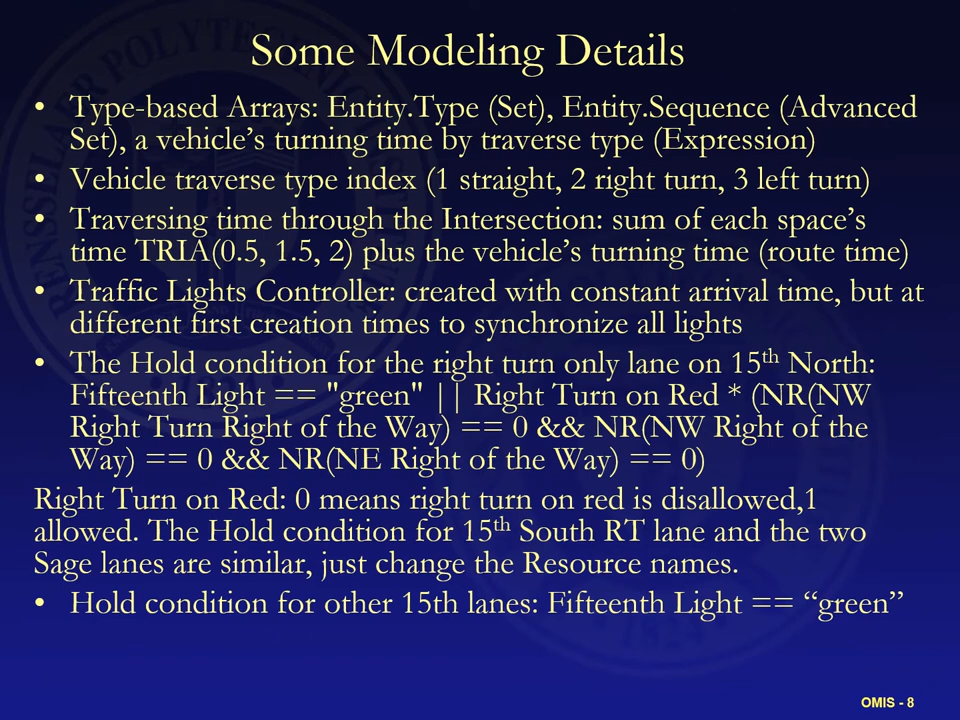 Some Modeling Details
• Type-based Arrays: Entity.Type (Set), Entity.Sequence (Advanced
Set), a vehicle’s turning time by traverse type (Expression)
• Vehicle traverse type index (1 straight, 2 right turn, 3 left turn)
• Traversing time through the Intersection: sum of each space’s
time TRIA(0.5, 1.5, 2) plus the vehicle’s turning time (route time)
• Traffic Lights Controller: created with constant arrival time, but at
different first creation times to synchronize all lights
• The Hold condition for the right turn only lane on 15th North:
Fifteenth Light == "green" || Right Turn on Red * (NR(NW
Right Turn Right of the Way) == 0 && NR(NW Right of the
Way) == 0 && NR(NE Right of the Way) == 0)
Right Turn on Red: 0 means right turn on red is disallowed,1
allowed. The Hold condition for 15th South RT lane and the two
Sage lanes are similar, just change the Resource names.
• Hold condition for other 15th lanes: Fifteenth Light == “green”
OMIS - 8